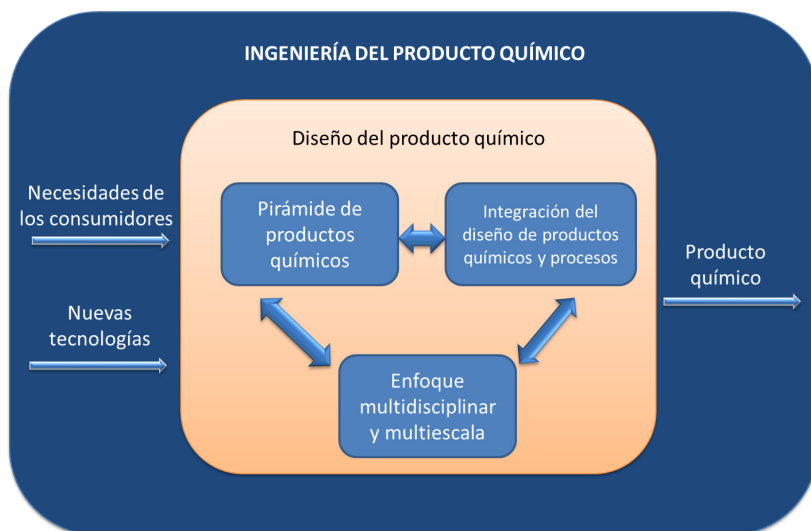 INGENIERÍA DEL PRODUCTO QUÍMICO
Diseño del producto químico
Necesidades de
los consumidores
Nuevas
tecnologías
Pirámide de
productos
químicos
Integración del
diseño de productos
químicos y procesos
Enfoque
multidisciplinar
y multiescala
Producto
químico